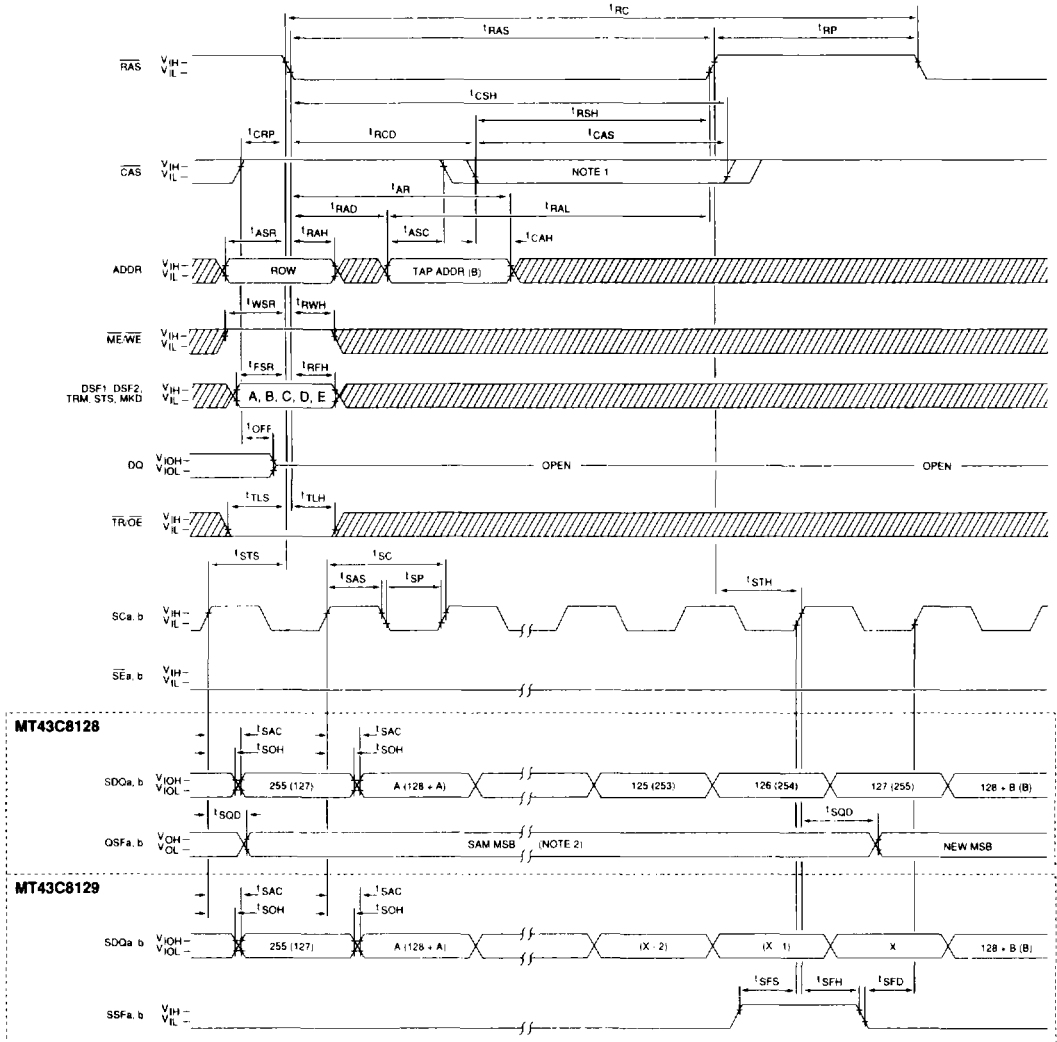 tRC
tRAS
tRP
RAS VIH VIL
tCSH
tRSH
tCRP
tRCD
tCAS
CAS VIH VIL
NOTE 1
tAR
tRAD
tRAL
tASR
tRAH
tASC
tCAH
ADDR VIH VIL
ROW
TAP ADDR (B)
tWSR
tRWH
ME/WE VIH VIL
tFSR
tRFH
DSF1, DSF2,
TRM, STS, MKD VIH VIL
A, B, C, D, E
tOFF
DQ VIOH VIOL
OPEN
OPEN
tTLS
tTLH
TR/OE VIH VIL
tSTS
tSC
tSAS
tSP
tSTH
SCa, b VIH VIL
SEa, b VIH VIL
MT43C8128
tSAC
tSAC
tSOH
tSOH
SDQa, b VIOH VIOL
255 (127)
A (128 + A)
125 (253)
126 (254)
127 (255)
128 + B (B)
tSQD
tSQD
QSFa, b VOH VOL
SAM MSB (NOTE 2)
NEW MSB
MT43C8129
tSAC
tSAC
tSOH
tSOH
SDQa b VIOH VIOL
255 (127)
A (128 + A)
(X - 2)
(X - 1)
X
128 + B (B)
tSFS
tSFH
tSFD
SSFa, b VIH VIL